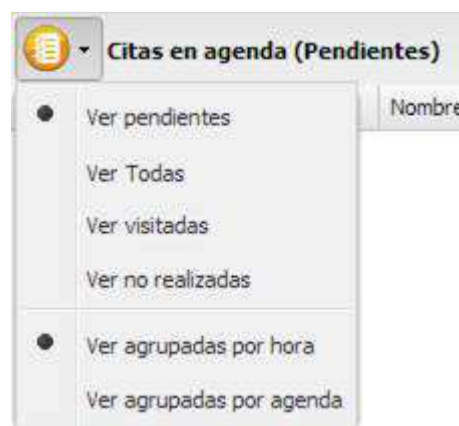 Citas en agenda (Pendientes)
Nombre
Ver pendientes
Ver Todas
Ver visitadas
Ver no realizadas
Ver agrupadas por hora
Ver agrupadas por agenda